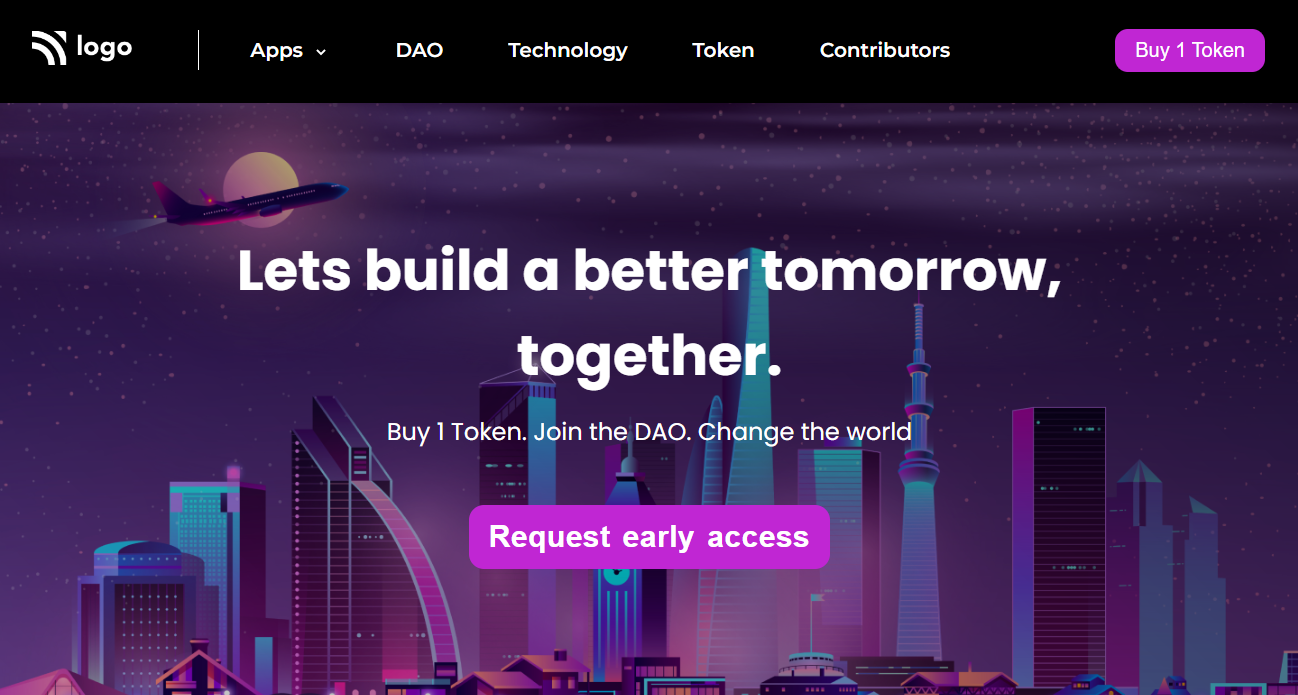 logo
Apps
DAO
Technology
Token
Contributors
Buy 1 Token
Lets build a better tomorrow,
together.
Buy 1 Token. Join the DAO. Change the world
Request early access